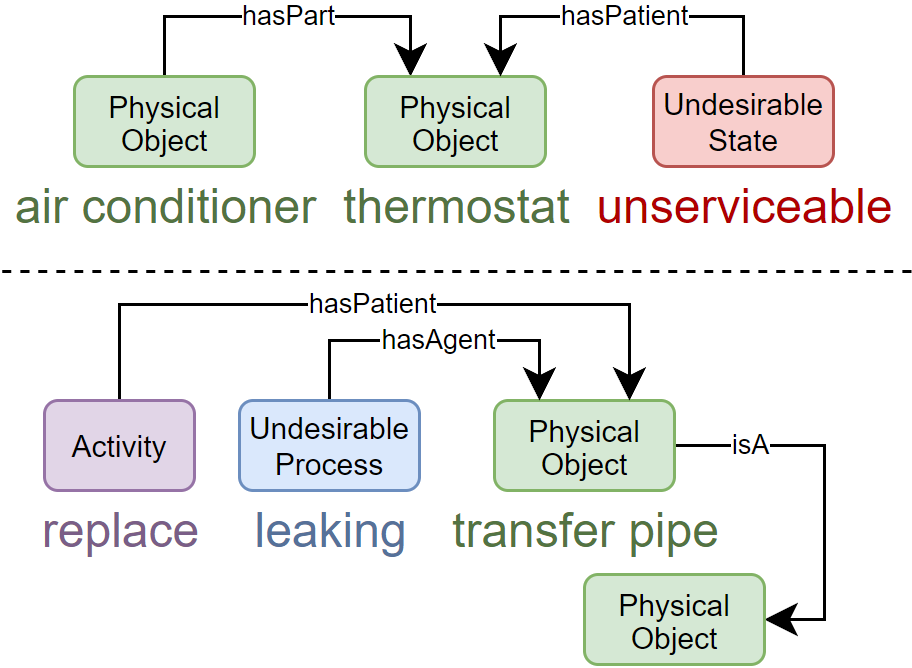 hasPart
hasPatient
Physical
Object
Physical
Object
Undesirable
State
air conditioner
thermostat
unserviceable
hasPatient
hasAgent
Activity
Undesirable
Process
Physical
Object
isA
replace
leaking
transfer pipe
Physical
Object